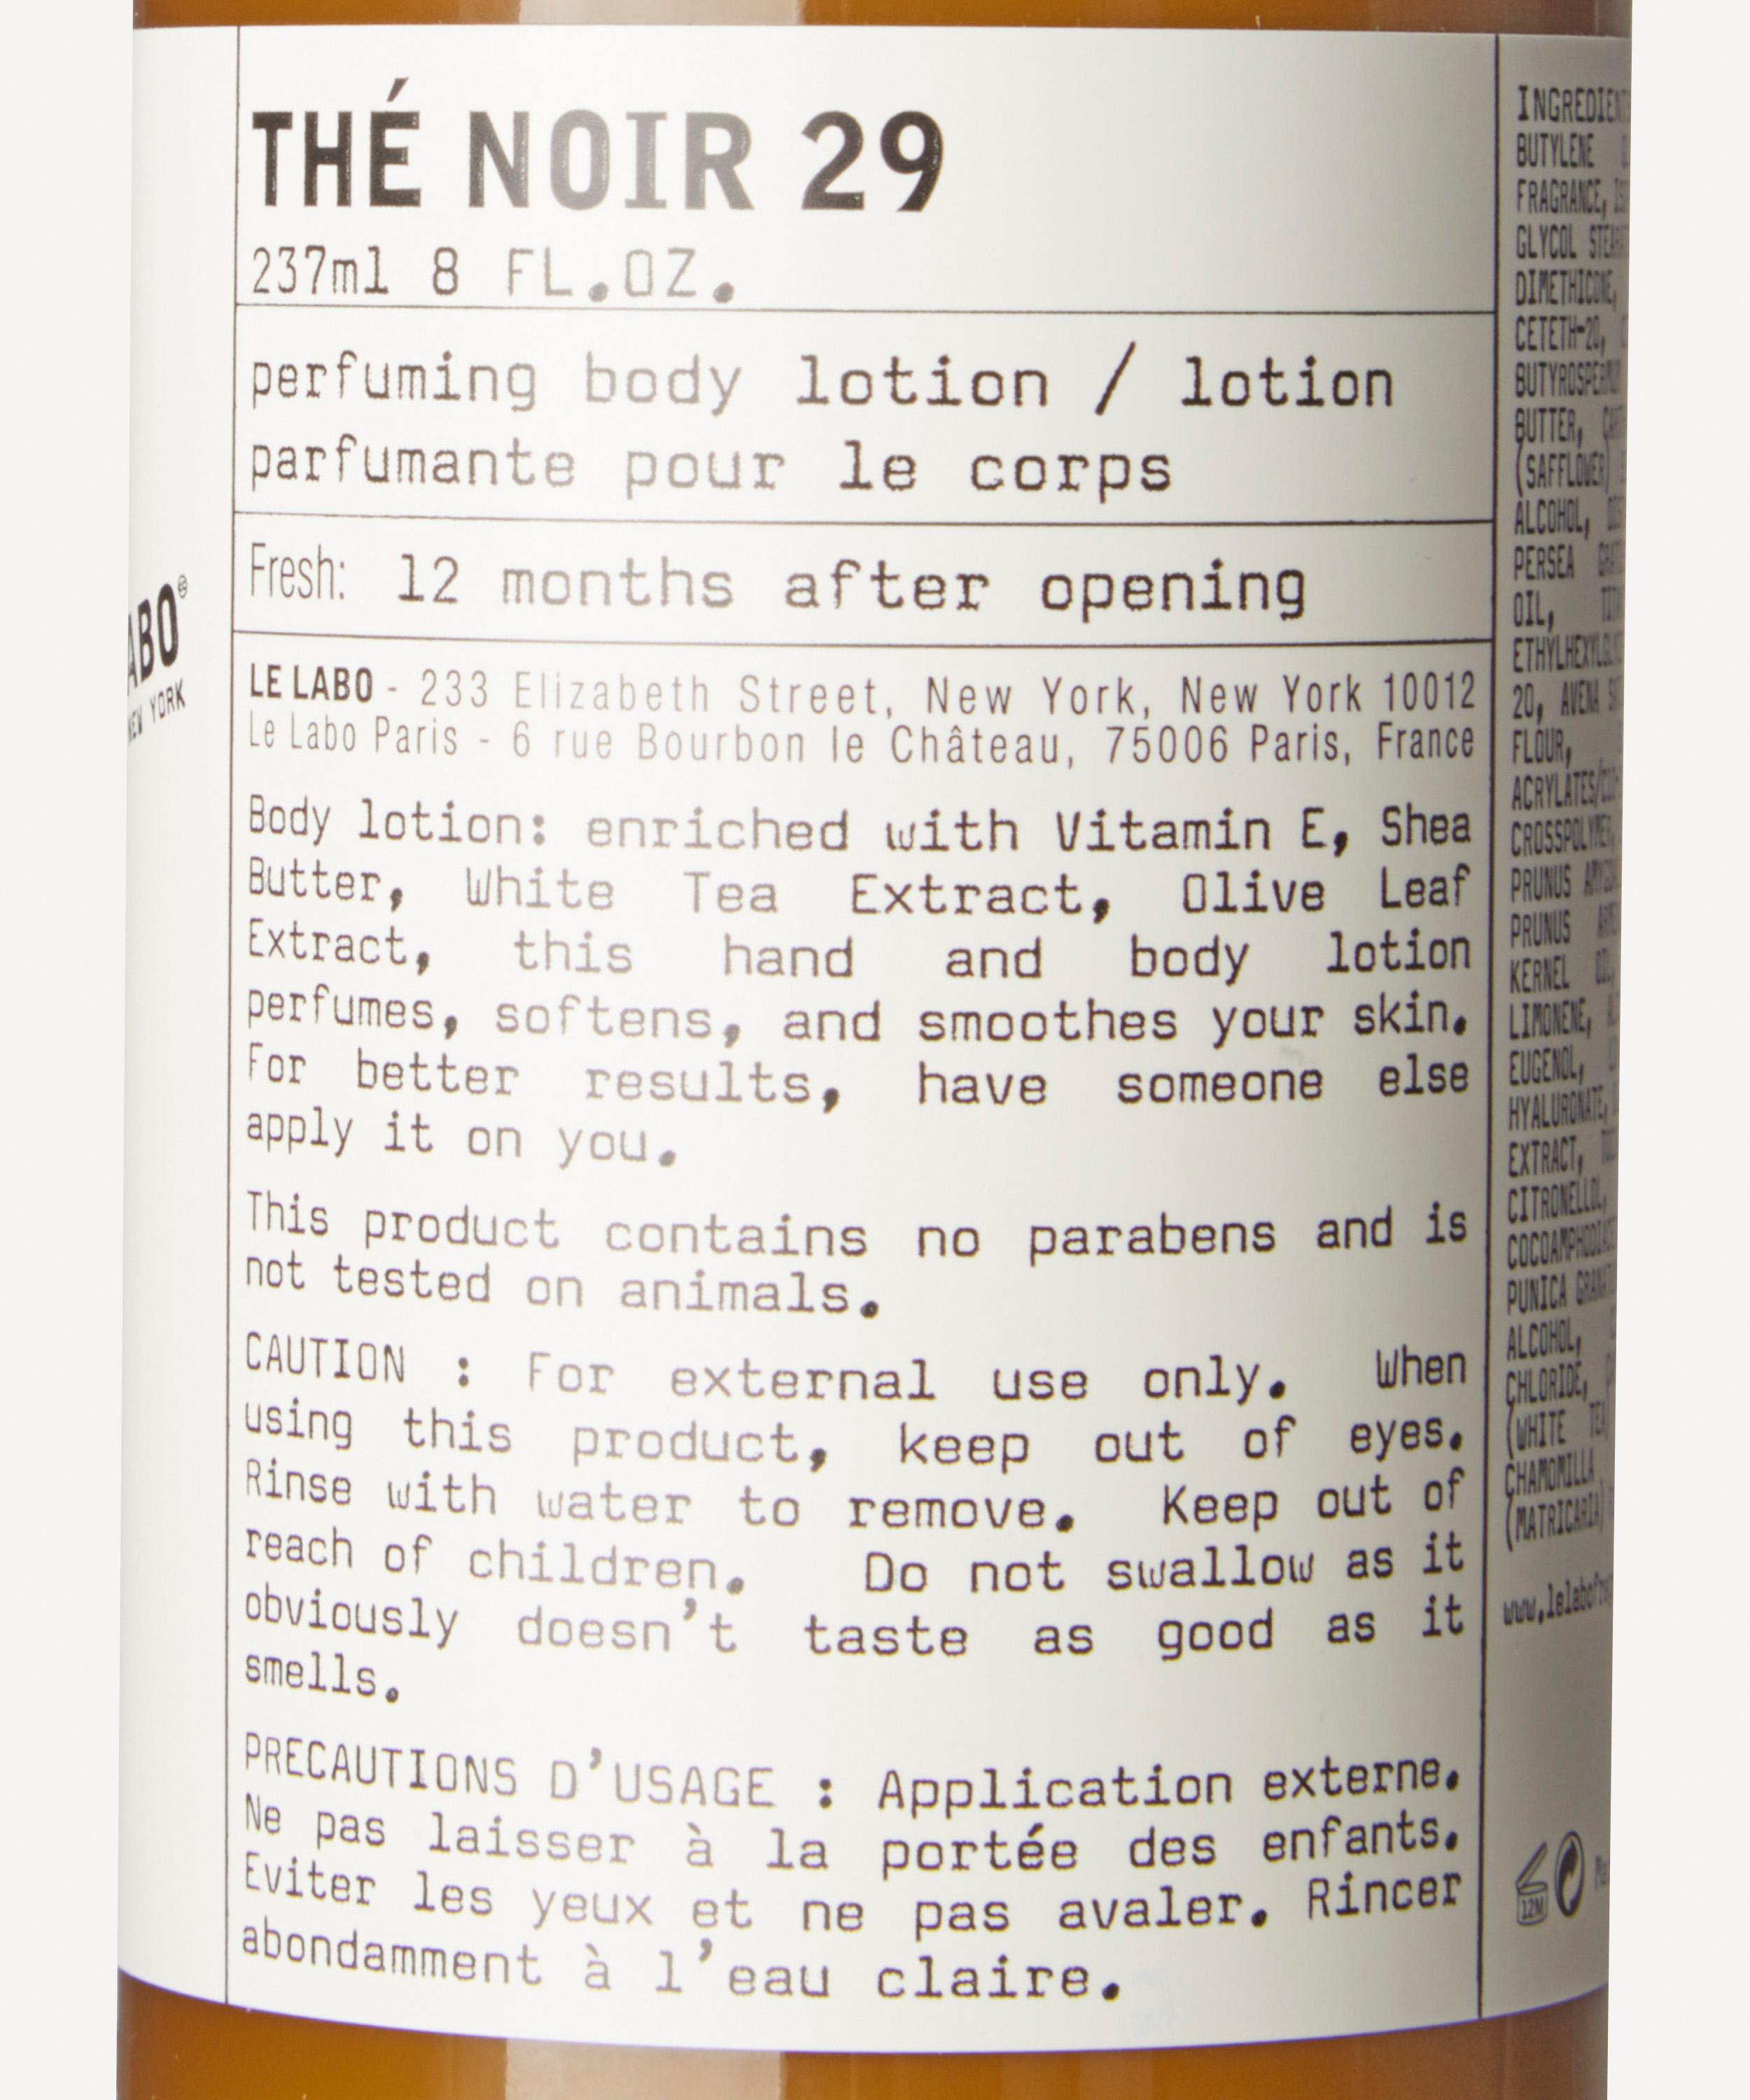 THÉ NOIR 29
237ml 8 FL.OZ.
perfuming body lotion / lotion
parfumante pour le corps
Fresh: 12 months after opening
LE LABO - 233 Elizabeth Street, New York, New York 10012
Le Labo Paris - 6 rue Bourbon le Château, 75006 Paris, France
Body lotion: enriched with Vitamin E, Shea
Butter, White Tea Extract, Olive Leaf
Extract, this hand and body lotion
perfumes, softens, and smoothes your skin.
For better results, have someone else
apply it on you.
This product contains no parabens and is
not tested on animals.
CAUTION : For external use only. When
using this product, keep out of eyes.
Rinse with water to remove. Keep out of
reach of children. Do not swallow as it
obviously doesn't taste as good as it
smells.
PRECAUTIONS D'USAGE : Application externe.
Ne pas laisser à la portée des enfants.
Eviter les yeux et ne pas avaler. Rincer
abondamment à l'eau claire.
YORK
BUTYLENE
FRAGRANCE,
GLYCOL
DIMETHICONE,
CETETH-20,
BUTTER,
(SAFFLOWER)
ALCOHOL,
PERSEA
OIL,
20, AVENA
FLOUR,
PRUNUS
PRUNUS
KERNEL
LIMONENE,
EUGENOL,
EXTRACT,
CITRONELLOL,
PUNICA
ALCOHOL,
CHLORIDE,
(WHITE TEA
CHAMOMILLA
(MATRICARIA)
12M